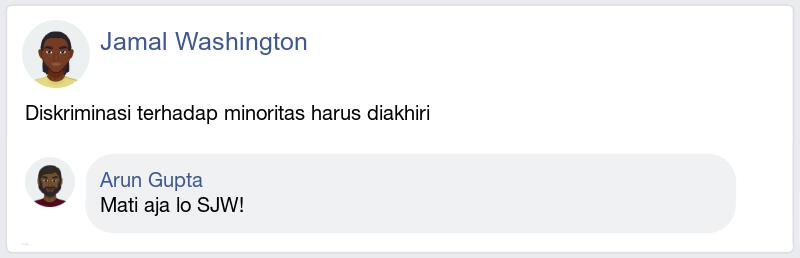 Jamal Washington
Diskriminasi terhadap minoritas harus diakhiri
Arun Gupta
Mati aja lo SJW!